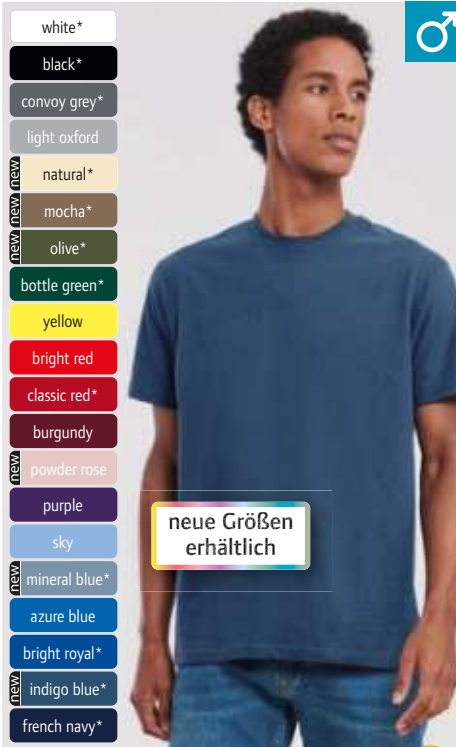 white*
black*
convoy grey*
light oxford
new natural*
new mocha*
new olive*
bottle green*
yellow
bright red
classic red*
burgundy
new powder rose
purple
sky
new mineral blue*
azure blue
bright royal*
new indigo blue*
french navy*
neue Größen
erhältlich